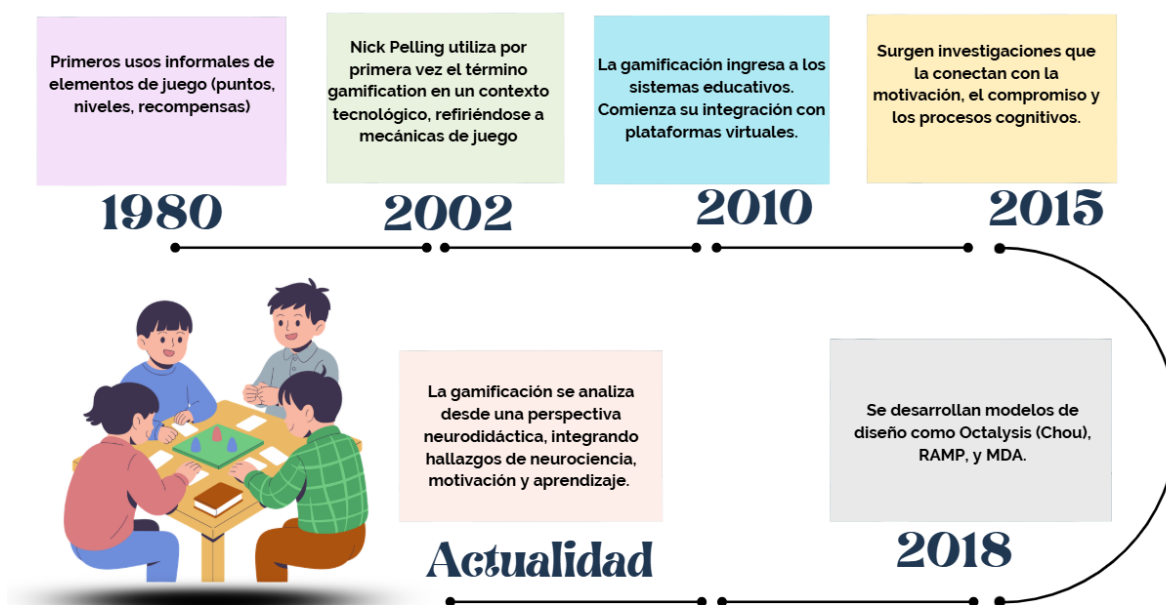 Primeros usos informales de
elementos de juego (puntos,
niveles, recompensas)
1980
Nick Pelling utiliza por
primera vez el término
gamification en un contexto
tecnológico, refiriéndose a
mecánicas de juego
2002
La gamificación ingresa a los
sistemas educativos.
Comienza su integración con
plataformas virtuales.
2010
Surgen investigaciones que
la conectan con la
motivación, el compromiso y
los procesos cognitivos.
2015
Se desarrollan modelos de
diseño como Octalysis (Chou),
RAMP, y MDA.
2018
La gamificación se analiza
desde una perspectiva
neurodidáctica, integrando
hallazgos de neurociencia,
motivación y aprendizaje.
Actualidad